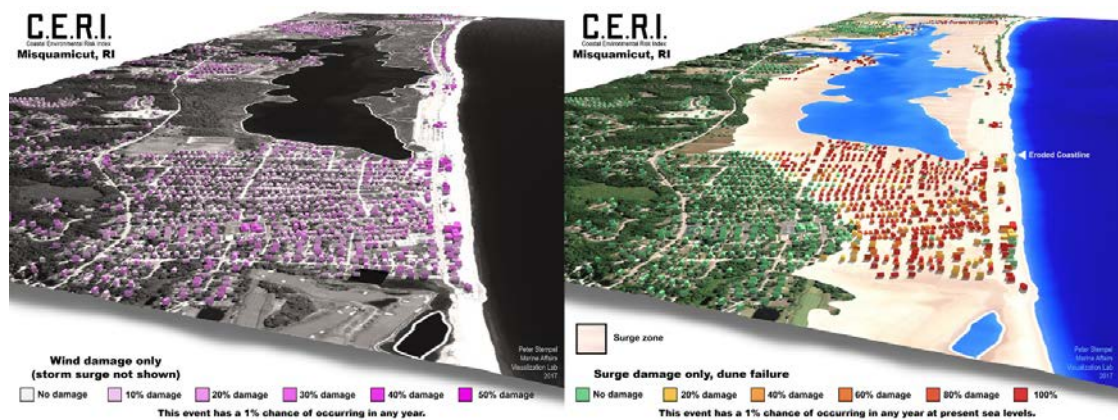 C.E.R.I.
Coastal Environmental Risk Index
Misquamicut, RI
Wind damage only
(storm surge not shown)
Peter Stempel
Marine Affairs
Visualization Lab
2017
No damage
10% damage
20% damage
30% damage
40% damage
50% damage
This event has a 1% chance of occurring in any year.
C.E.R.I.
Coastal Environmental Risk Index
Misquamicut, RI
Eroded Coastline
Surge zone
Peter Stempel
Marine Affairs
Visualization Lab
2017
Surge damage only, dune failure
No damage
20% damage
40% damage
60% damage
80% damage
100%
This event has a 1% chance of occurring in any year at present sea levels.